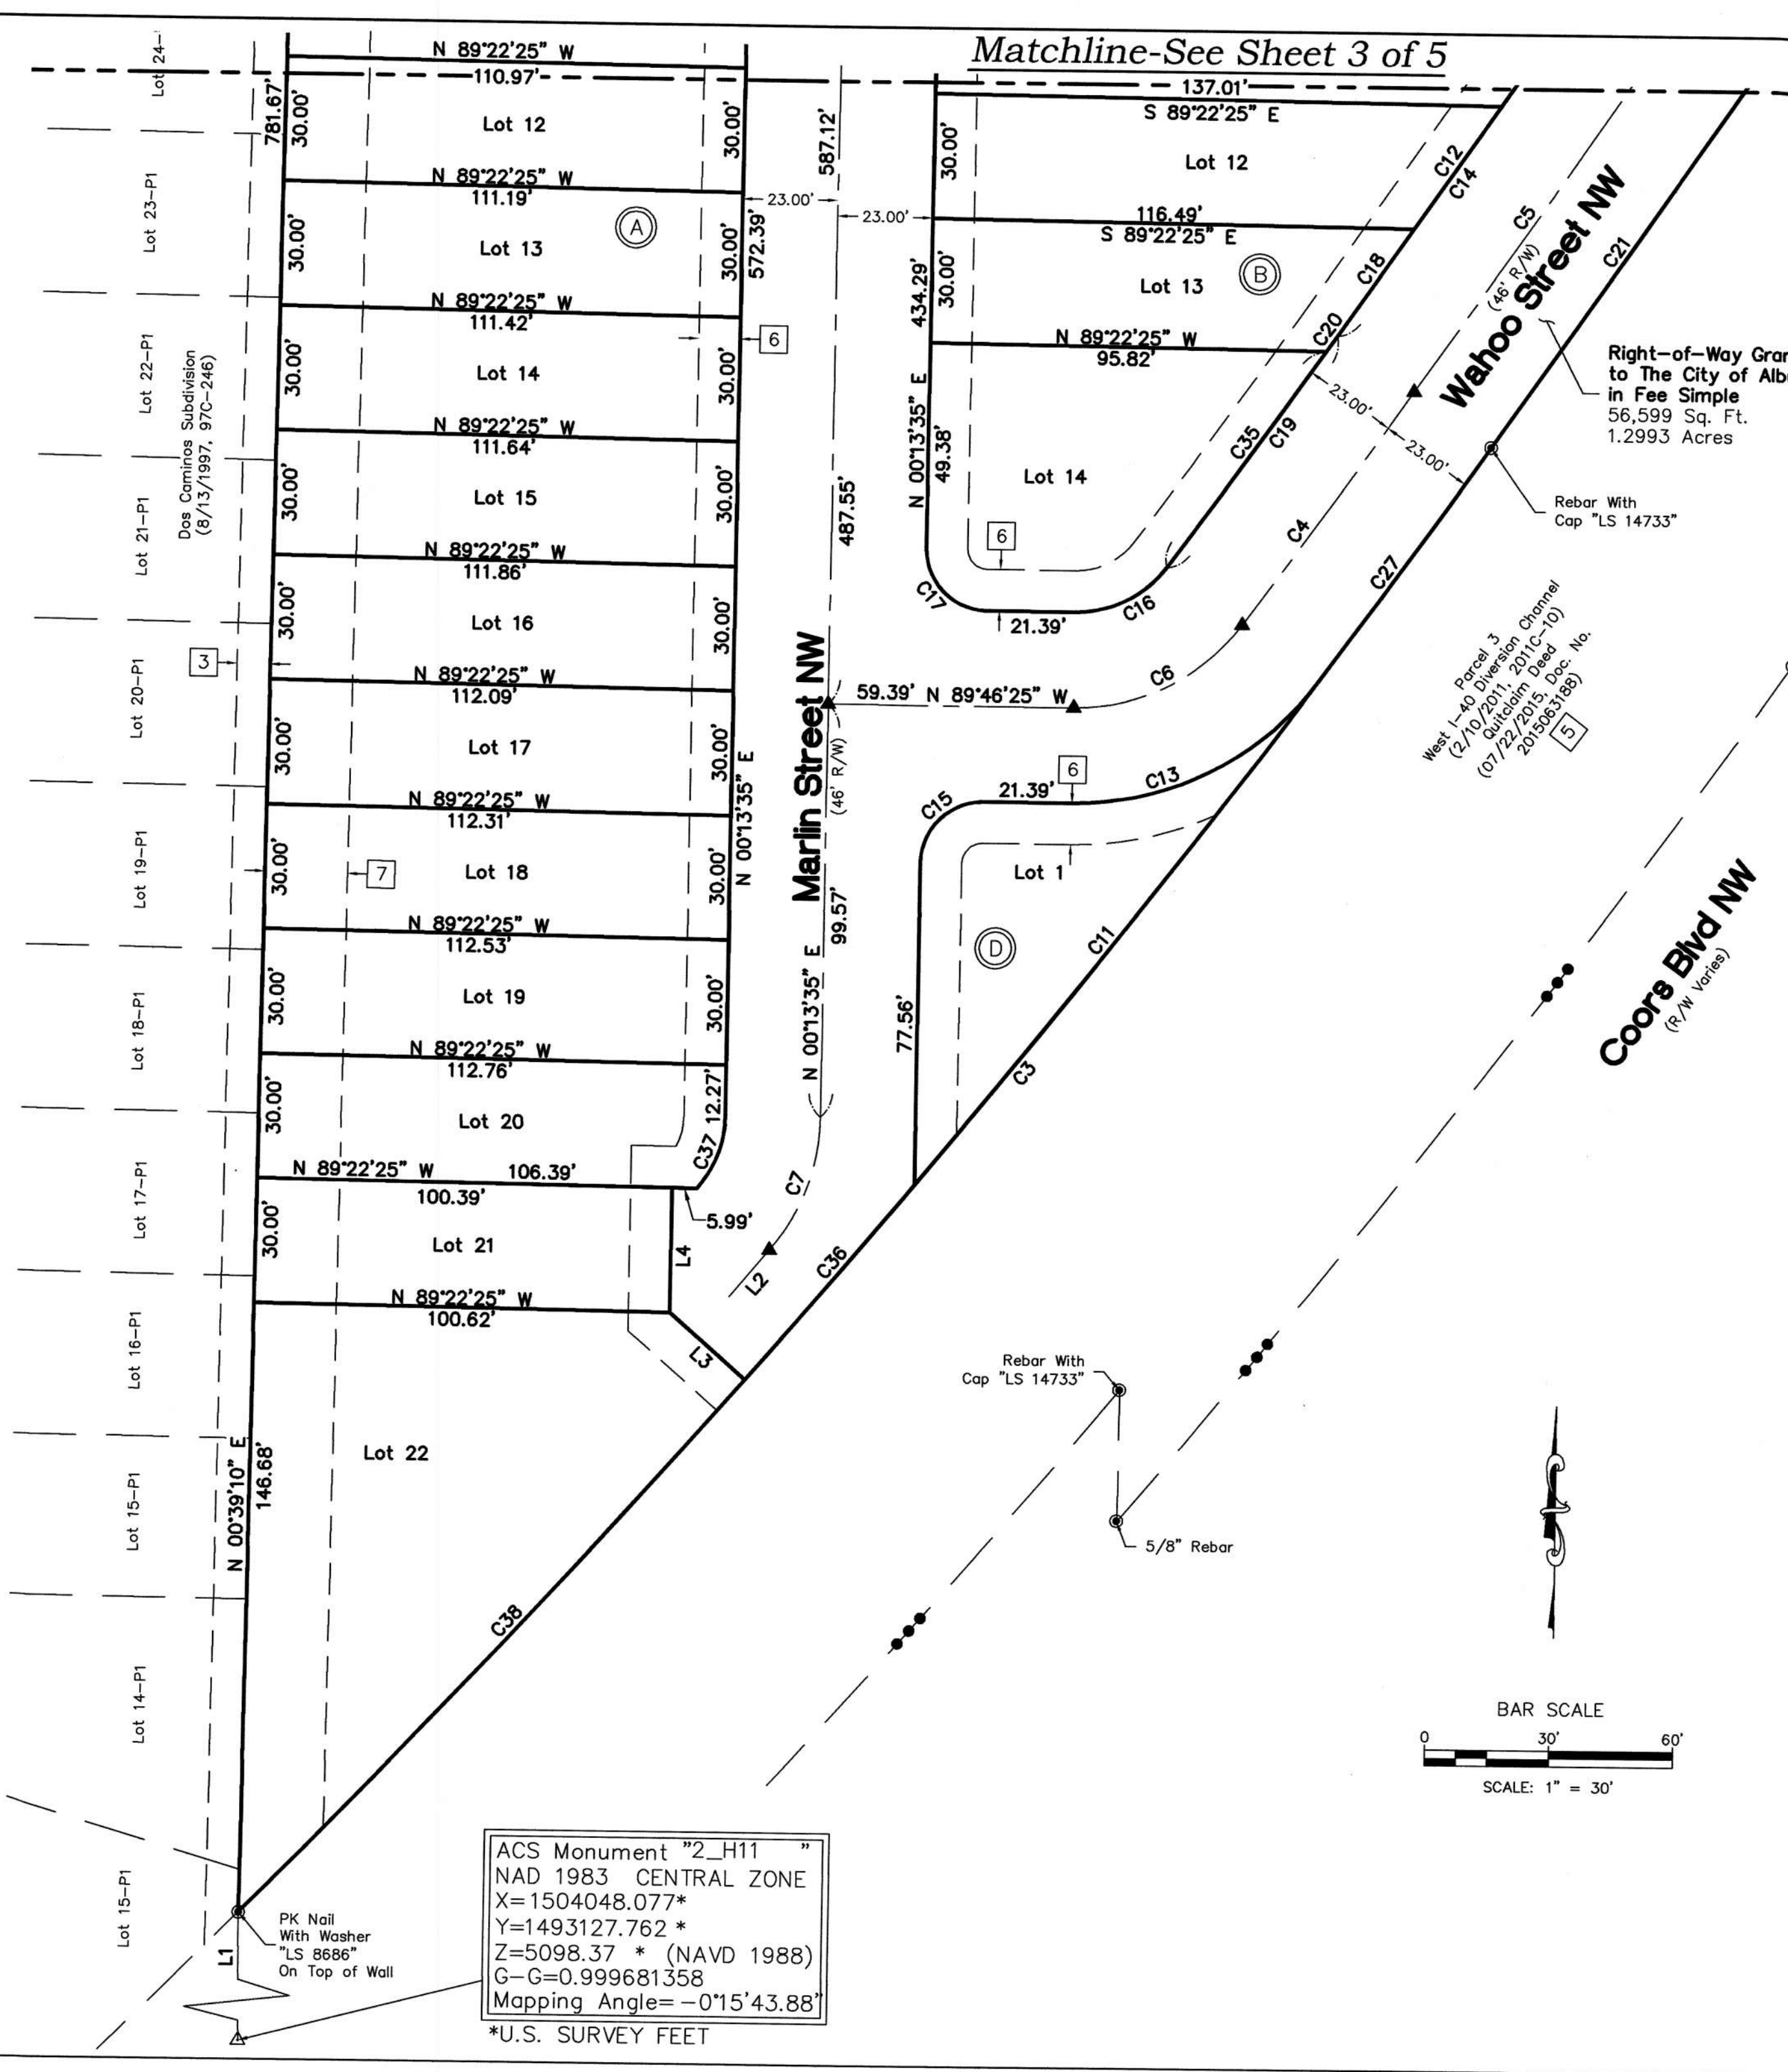 Matchline-See Sheet 3 of 5
Lot 24-
N 89°22'25" W
110.97'
137.01'
S 89°22'25" E
781.67'
30.00'
Lot 12
30.00'
587.12'
30.00'
Lot 12
C12
C14
N 89°22'25" W
111.19'
23.00'
23.00'
116.49'
S 89°22'25" E
Lot 23-P1
30.00'
Lot 13
A
30.00'
572.39'
434.29'
30.00'
Lot 13
B
C18
C5
Wahoo Street NW
(46' R/W)
C21
N 89°22'25" W
111.42'
6
N 89°22'25" W
95.82'
C20
Lot 22-P1
Dos Caminos Subdivision
(8/13/1997, 97C-246)
30.00'
Lot 14
30.00'
N 00°13'35" E
49.38'
Lot 14
C35
C19
23.00'
23.00'
Right-of-Way Gran
to The City of Alb
in Fee Simple
56,599 Sq. Ft.
1.2993 Acres
N 89°22'25" W
111.64'
Rebar With
Cap "LS 14733"
Lot 21-P1
30.00'
Lot 15
30.00'
487.55'
6
C4
C27
N 89°22'25" W
111.86'
C17
21.39'
C16
30.00'
Lot 16
30.00'
3
Lot 20-P1
N 89°22'25" W
112.09'
59.39' N 89°46'25" W
C6
Parcel 3
West I-40 Diversion Channel
(2/10/2011, 2011C-10)
Quitclaim Deed
(07/22/2015, Doc. No.
2015063188)
5
30.00'
Lot 17
30.00'
N 00°13'35" E
Marlin Street NW
(46' R/W)
N 89°22'25" W
112.31'
C15
21.39'
6
C13
Lot 19-P1
30.00'
7
Lot 18
30.00'
Lot 1
N 89°22'25" W
112.53'
99.57'
N 00°13'35" E
D
C11
Coors Blvd NW
(R/W Varies)
Lot 18-P1
30.00'
Lot 19
30.00'
77.56'
C3
N 89°22'25" W
112.76'
30.00'
Lot 20
12.27'
C37
N 89°22'25" W
106.39'
100.39'
5.99'
C7
Lot 17-P1
30.00'
Lot 21
L4
L2
C36
N 89°22'25" W
100.62'
Lot 16-P1
L3
Rebar With
Cap "LS 14733"
N 00°39'10" E
146.68'
Lot 22
Lot 15-P1
5/8" Rebar
C38
Lot 14-P1
BAR SCALE
0 30' 60'
SCALE: 1" = 30'
Lot 15-P1
PK Nail
With Washer
"LS 8686"
On Top of Wall
L1
ACS Monument "2_H11 "
NAD 1983 CENTRAL ZONE
X=1504048.077*
Y=1493127.762 *
Z=5098.37 * (NAVD 1988)
G-G=0.999681358
Mapping Angle= -0°15'43.88"
*U.S. SURVEY FEET